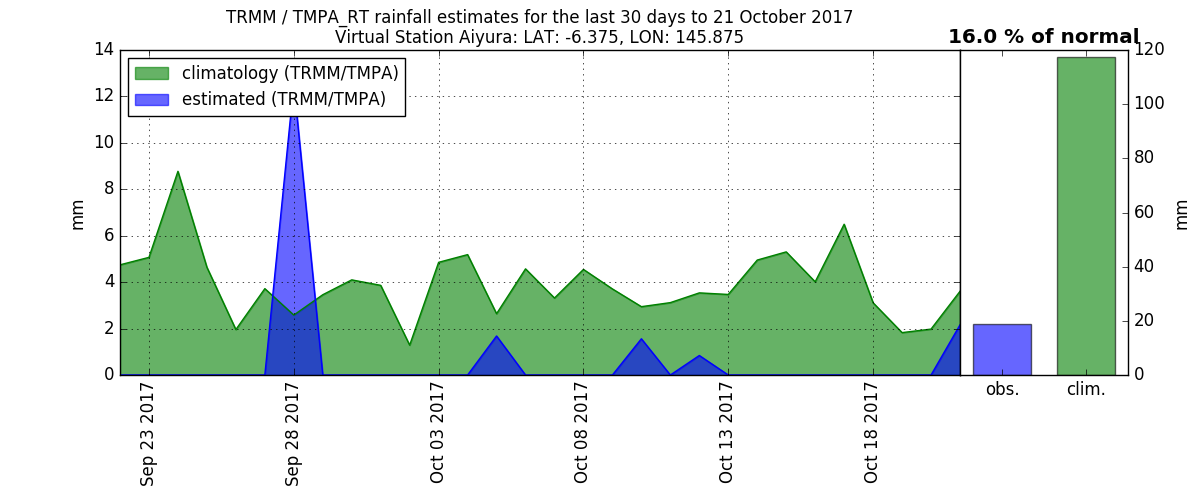 TRMM / TMPA_RT rainfall estimates for the last 30 days to 21 October 2017
Virtual Station Aiyura: LAT: -6.375, LON: 145.875
16.0 % of normal
climatology (TRMM/TMPA)
estimated (TRMM/TMPA)
14
12
10
8
6
4
2
0
mm
120
100
80
60
40
20
0
mm
Sep 23 2017
Sep 28 2017
Oct 03 2017
Oct 08 2017
Oct 13 2017
Oct 18 2017
obs.
clim.